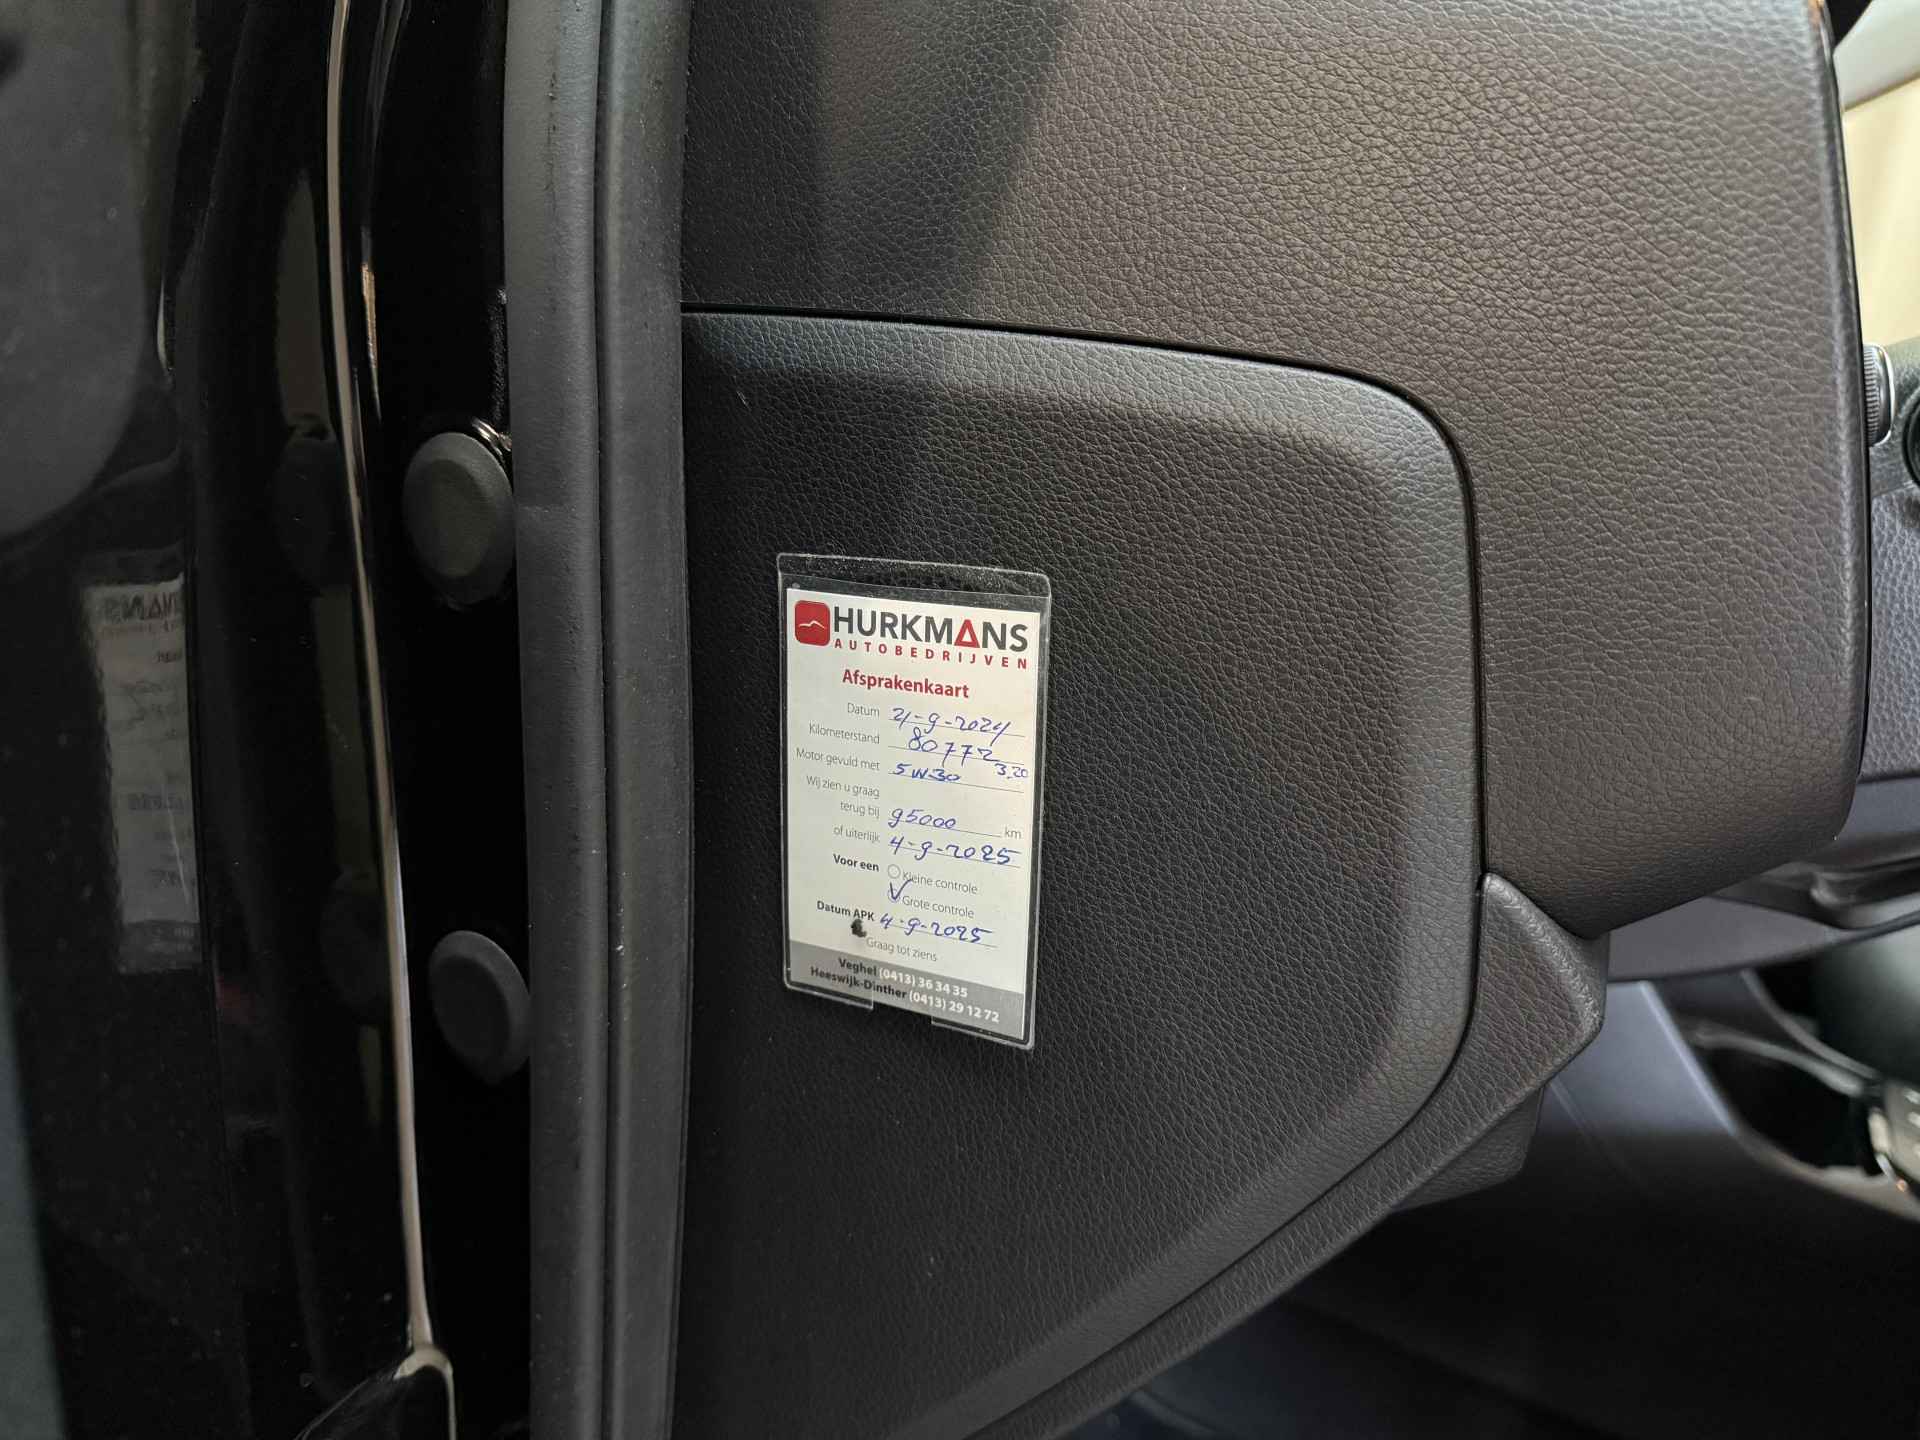 HURKMANS
AUTOBEDRIJVEN
Afsprakenkaart
Datum 21-9-2024
Kilometerstand 80772
Motor gevuld met 5W30 3,20
Wij zien u graag
terug bij 95000 km
of uiterlijk 4-9-2025
Voor een Kleine controle
Grote controle
Datum APK 4-9-2025
Graag tot ziens
Veghel (0413) 36 34 35
Heeswijk-Dinther (0413) 29 12 72